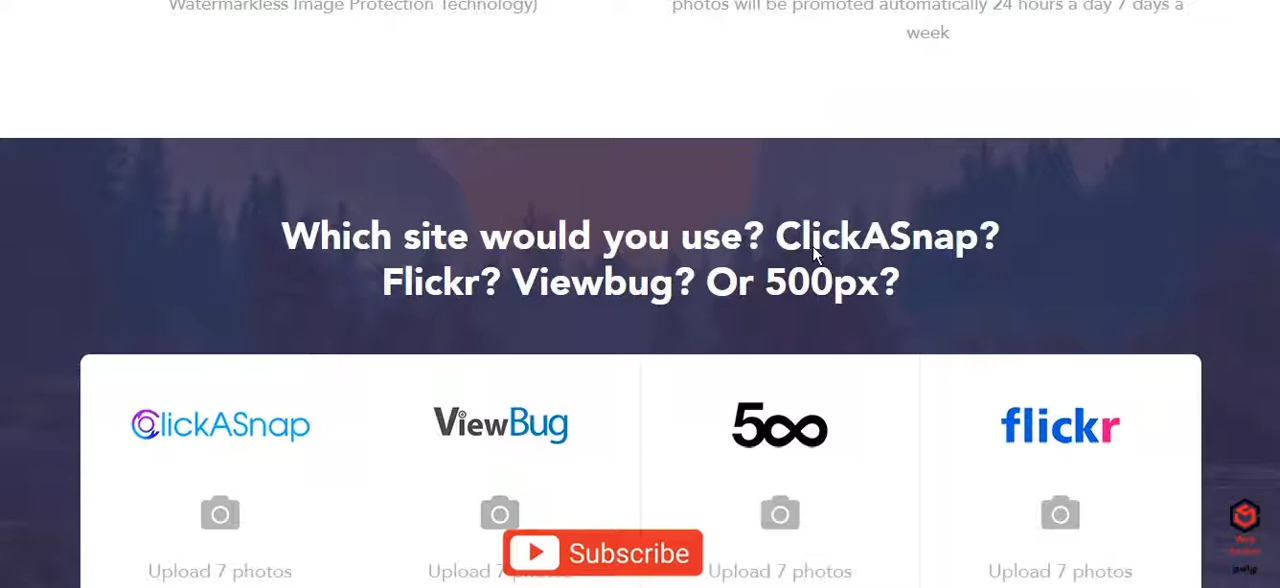 Watermarkless Image Protection Technology)
photos will be promoted automatically 24 hours a day 7 days a
week
Which site would you use? ClickASnap?
Flickr? Viewbug? Or 500px?
ClickASnap
ViewBug
500
flickr
Upload 7 photos
Upload 7 photos
Upload 7 photos
Upload 7 photos
Subscribe